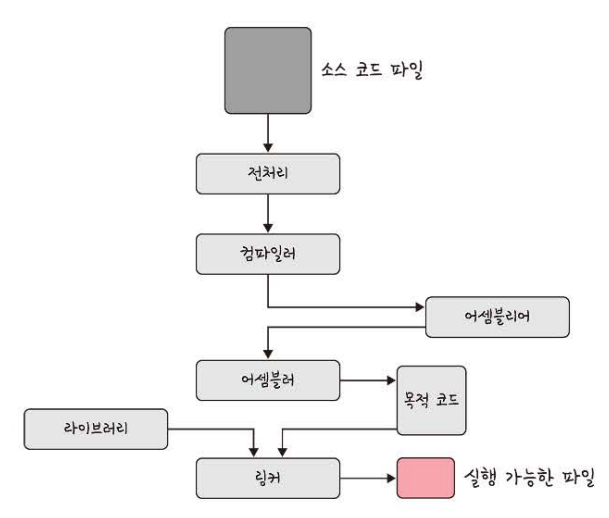 소스 코드 파일
전처리
컴파일러
어셈블리어
어셈블러
목적 코드
라이브러리
링커
실행 가능한 파일